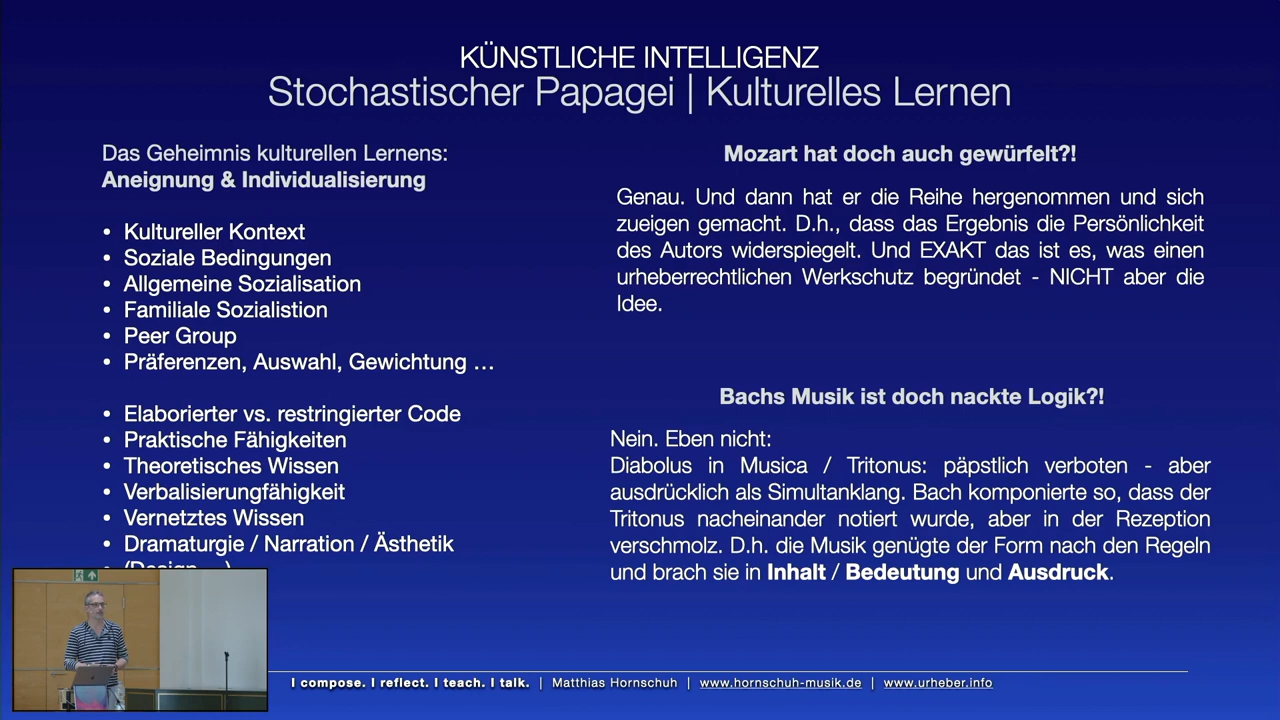 KÜNSTLICHE INTELLIGENZ
Stochastischer Papagei | Kulturelles Lernen
Das Geheimnis kulturellen Lernens:
Aneignung & Individualisierung
• Kultureller Kontext
• Soziale Bedingungen
• Allgemeine Sozialisation
• Familiale Sozialistion
• Peer Group
• Präferenzen, Auswahl, Gewichtung …
• Elaborierter vs. restringierter Code
• Praktische Fähigkeiten
• Theoretisches Wissen
• Verbalisierungfähigkeit
• Vernetztes Wissen
• Dramaturgie / Narration / Ästhetik
Mozart hat doch auch gewürfelt?!
Genau. Und dann hat er die Reihe hergenommen und sich
zueigen gemacht. D.h., dass das Ergebnis die Persönlichkeit
des Autors widerspiegelt. Und EXAKT das ist es, was einen
urheberrechtlichen Werkschutz begründet - NICHT aber die
Idee.
Bachs Musik ist doch nackte Logik?!
Nein. Eben nicht:
Diabolus in Musica / Tritonus: päpstlich verboten - aber
ausdrücklich als Simultanklang. Bach komponierte so, dass der
Tritonus nacheinander notiert wurde, aber in der Rezeption
verschmolz. D.h. die Musik genügte der Form nach den Regeln
und brach sie in Inhalt / Bedeutung und Ausdruck.
I compose. I reflect. I teach. I talk. | Matthias Hornschuh | www.hornschuh-musik.de | www.urheber.info